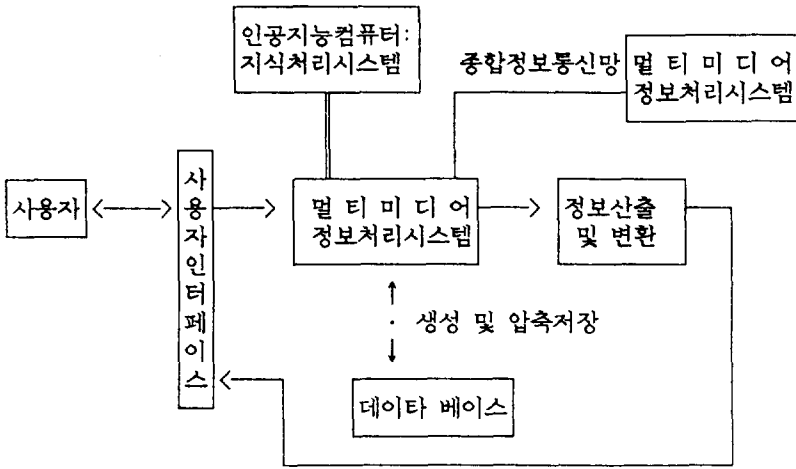 인공지능컴퓨터:
지식처리시스템
종합정보통신망
멀 티 미 디 어
정보처리시스템
사용자
사용자인터페이스
멀 티 미 디 어
정보처리시스템
정보산출
및 변환
생성 및 압축저장
데이타 베이스